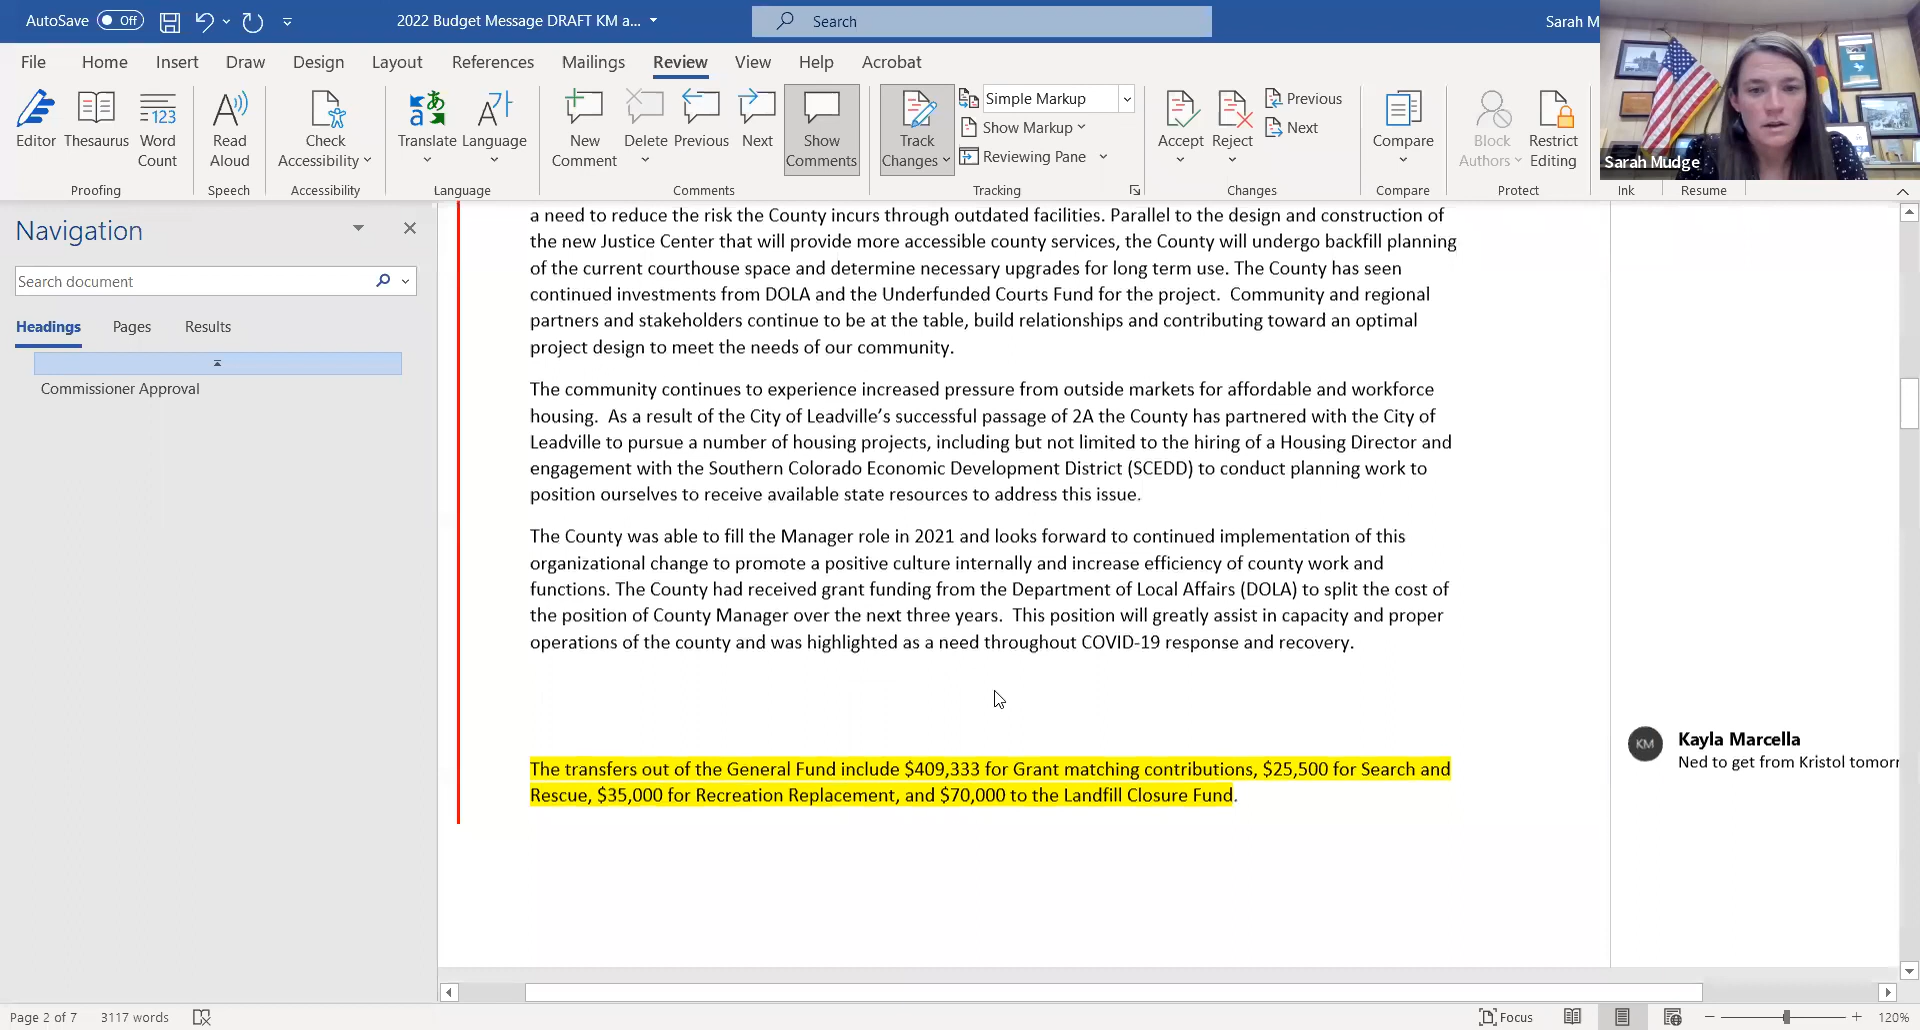 AutoSave Off 2022 Budget Message DRAFT KM a... Search Sarah M
File Home Insert Draw Design Layout References Mailings Review View Help Acrobat
Editor Thesaurus Word Count
Proofing
Read Aloud
Speech
Check Accessibility
Accessibility
Translate Language
Language
New Comment Delete Previous Next Show Comments
Comments
Track Changes
Simple Markup
Show Markup
Reviewing Pane
Tracking
Accept Reject
Previous
Next
Changes
Compare
Compare
Block Authors Restrict Editing
Protect
Ink
Resume
Sarah Mudge
Navigation
Search document
Headings Pages Results
Commissioner Approval
a need to reduce the risk the County incurs through outdated facilities. Parallel to the design and construction of
the new Justice Center that will provide more accessible county services, the County will undergo backfill planning
of the current courthouse space and determine necessary upgrades for long term use. The County has seen
continued investments from DOLA and the Underfunded Courts Fund for the project.  Community and regional
partners and stakeholders continue to be at the table, build relationships and contributing toward an optimal
project design to meet the needs of our community.
The community continues to experience increased pressure from outside markets for affordable and workforce
housing.  As a result of the City of Leadville’s successful passage of 2A the County has partnered with the City of
Leadville to pursue a number of housing projects, including but not limited to the hiring of a Housing Director and
engagement with the Southern Colorado Economic Development District (SCEDD) to conduct planning work to
position ourselves to receive available state resources to address this issue.
The County was able to fill the Manager role in 2021 and looks forward to continued implementation of this
organizational change to promote a positive culture internally and increase efficiency of county work and
functions. The County had received grant funding from the Department of Local Affairs (DOLA) to split the cost of
the position of County Manager over the next three years.  This position will greatly assist in capacity and proper
operations of the county and was highlighted as a need throughout COVID-19 response and recovery.
The transfers out of the General Fund include $409,333 for Grant matching contributions, $25,500 for Search and
Rescue, $35,000 for Recreation Replacement, and $70,000 to the Landfill Closure Fund.
KM Kayla Marcella
Ned to get from Kristol tomorr
Page 2 of 7 3117 words Focus 120%